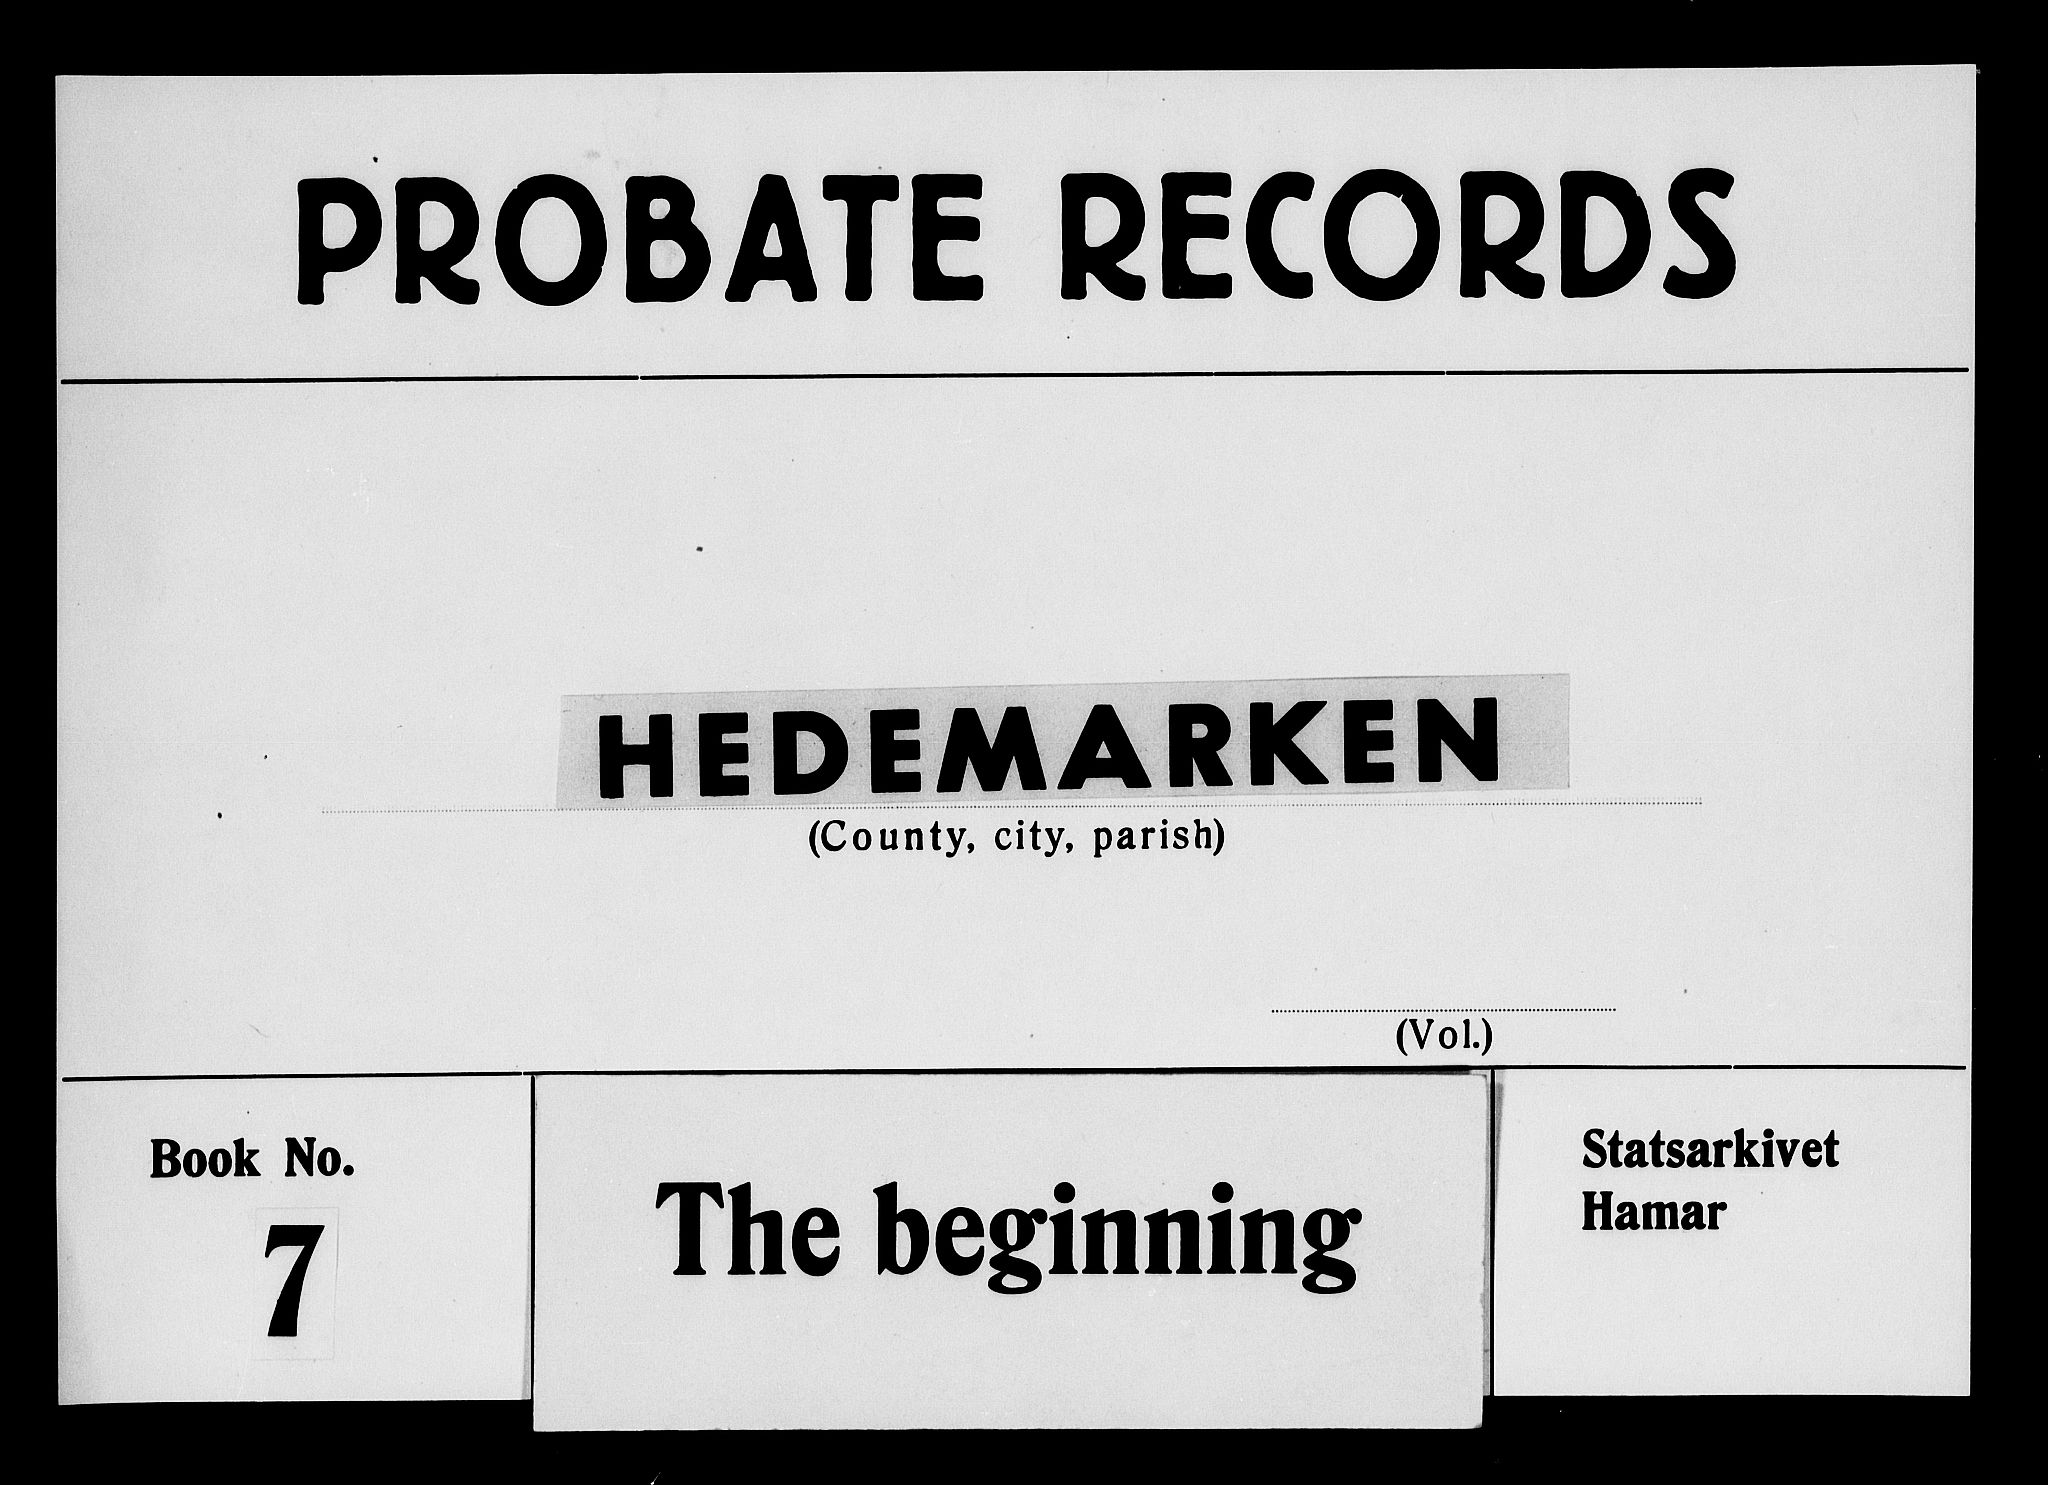 PROBATE RECORDS
HEDEMARKEN
(County, city, parish)
(Vol.)
Book No.
7
The beginning
Statsarkivet
Hamar